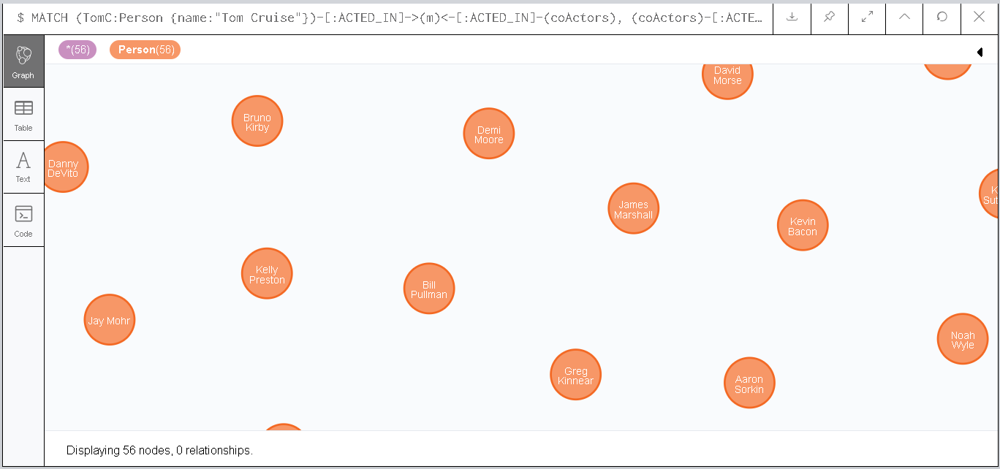 $ MATCH (TomC:Person {name:"Tom Cruise"})-[:ACTED_IN]->(m)<-[:ACTED_IN]-(coActors), (coActors)-[:ACTE…
Graph
*(56)
Person(56)
Table
Text
Code
David
Morse
Bruno
Kirby
Demi
Moore
Danny
DeVito
James
Marshall
Kevin
Bacon
K
Sut
Kelly
Preston
Bill
Pullman
Jay Mohr
Noah
Wyle
Greg
Kinnear
Aaron
Sorkin
Displaying 56 nodes, 0 relationships.